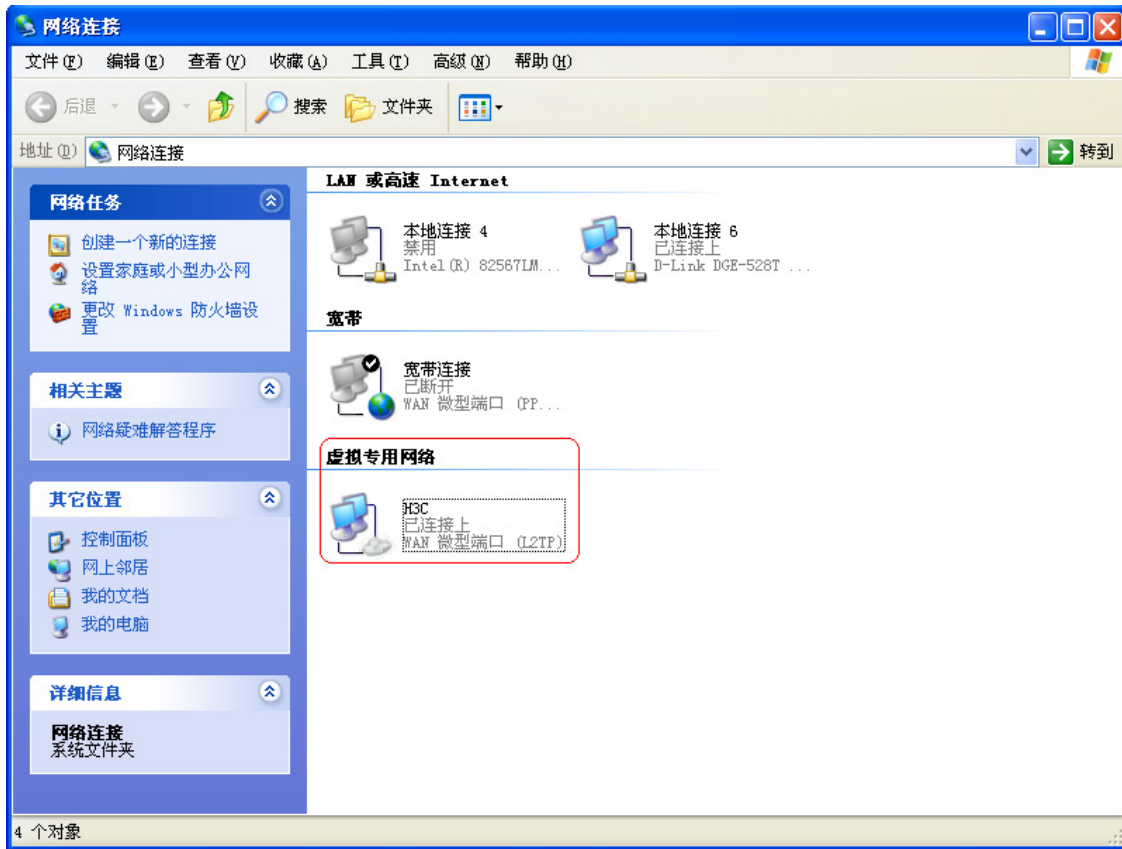 网络连接
文件(F) 编辑(E) 查看(V) 收藏(A) 工具(T) 高级(N) 帮助(H)
后退 搜索 文件夹
地址(D) 网络连接 转到
网络任务
创建一个新的连接
设置家庭或小型办公网
络
更改 Windows 防火墙设
置
相关主题
网络疑难解答程序
其它位置
控制面板
网上邻居
我的文档
我的电脑
详细信息
网络连接
系统文件夹
LAN 或高速 Internet
本地连接 4
禁用
Intel(R) 82567LM...
本地连接 6
已连接上
D-Link DGE-528T ...
宽带
宽带连接
已断开
WAN 微型端口 (PP...
虚拟专用网络
H3C
已连接上
WAN 微型端口 (L2TP)
4 个对象